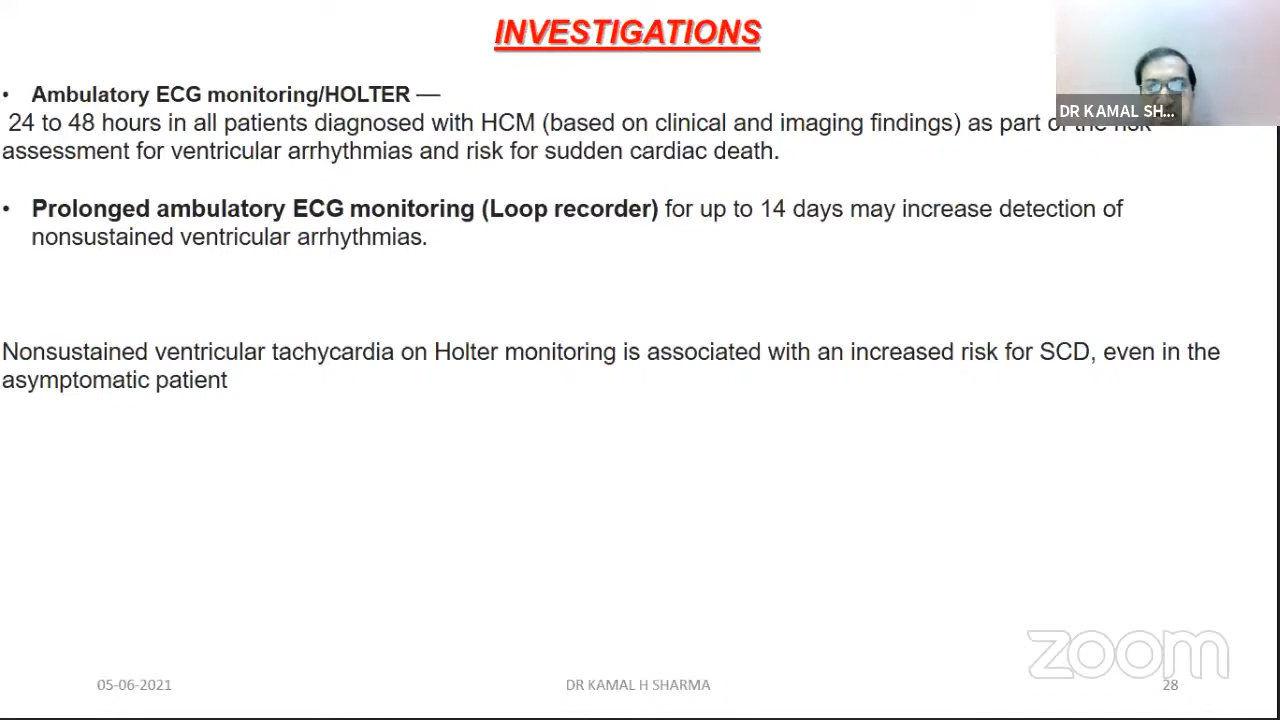 INVESTIGATIONS
• Ambulatory ECG monitoring/HOLTER —
24 to 48 hours in all patients diagnosed with HCM (based on clinical and imaging findings) as part of the risk
assessment for ventricular arrhythmias and risk for sudden cardiac death.
• Prolonged ambulatory ECG monitoring (Loop recorder) for up to 14 days may increase detection of
nonsustained ventricular arrhythmias.
Nonsustained ventricular tachycardia on Holter monitoring is associated with an increased risk for SCD, even in the
asymptomatic patient
DR KAMAL SH...
zoom
05-06-2021
DR KAMAL H SHARMA
28